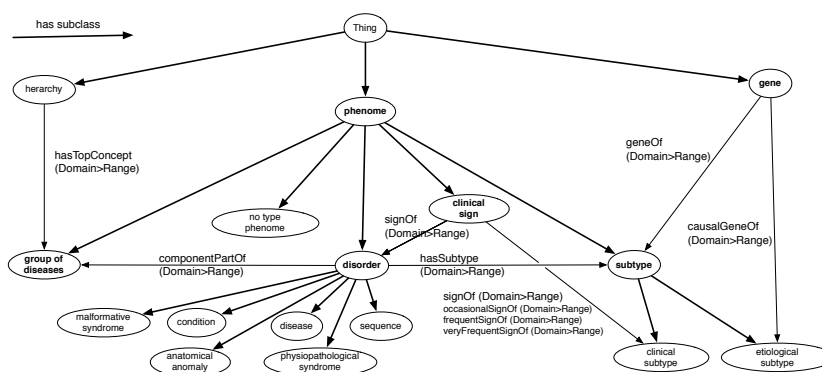 has subclass
Thing
herarchy
gene
phenome
hasTopConcept
(Domain>Range)
geneOf
(Domain>Range)
clinical
sign
no type
phenome
signOf
(Domain>Range)
causalGeneOf
(Domain>Range)
group of
diseases
componentPartOf
(Domain>Range)
disorder
hasSubtype
(Domain>Range)
subtype
signOf (Domain>Range)
occasionalSignOf (Domain>Range)
frequentSignOf (Domain>Range)
veryFrequentSignOf (Domain>Range)
malformative
syndrome
condition
disease
sequence
anatomical
anomaly
physiopathological
syndrome
clinical
subtype
etiological
subtype